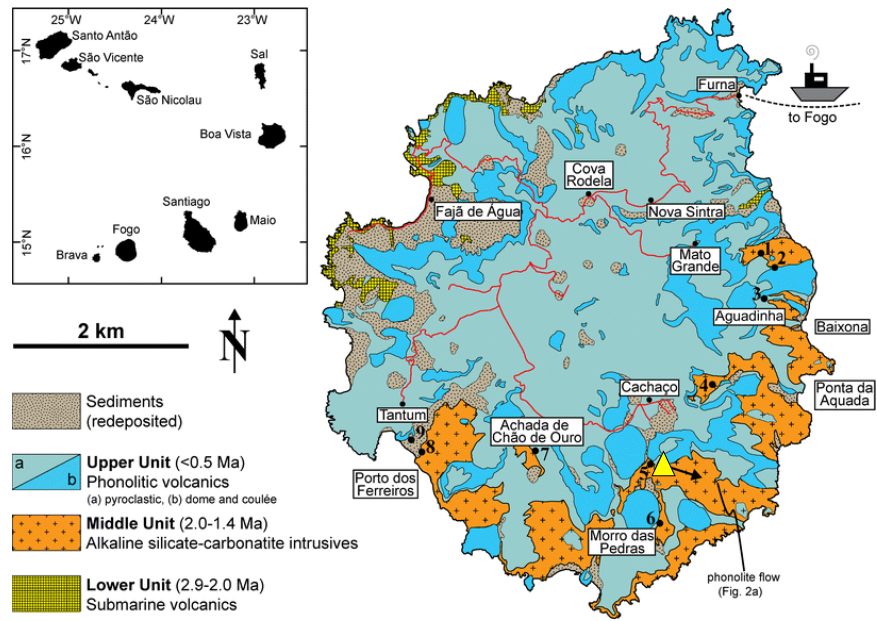 25°W
24°W
23°W
Santo Antão
17°N
São Vicente
Sal
São Nicolau
Boa Vista
16°N
Santiago
Maio
Fogo
15°N
Brava
2 km
N
Sediments
(redeposited)
a
b
Upper Unit (<0.5 Ma)
Phonolitic volcanics
(a) pyroclastic, (b) dome and coulée
Middle Unit (2.0-1.4 Ma)
Alkaline silicate-carbonatite intrusives
Lower Unit (2.9-2.0 Ma)
Submarine volcanics
Furna
to Fogo
Cova
Rodela
Fajã de Água
Nova Sintra
Mato
Grande
1
2
3
Aguadinha
Baixona
4
Ponta da
Aquada
Cachaço
Tantum
9
8
Achada de
Chão de Ouro
7
Porto dos
Ferreiros
5
6
Morro das
Pedras
phonolite flow
(Fig. 2a)